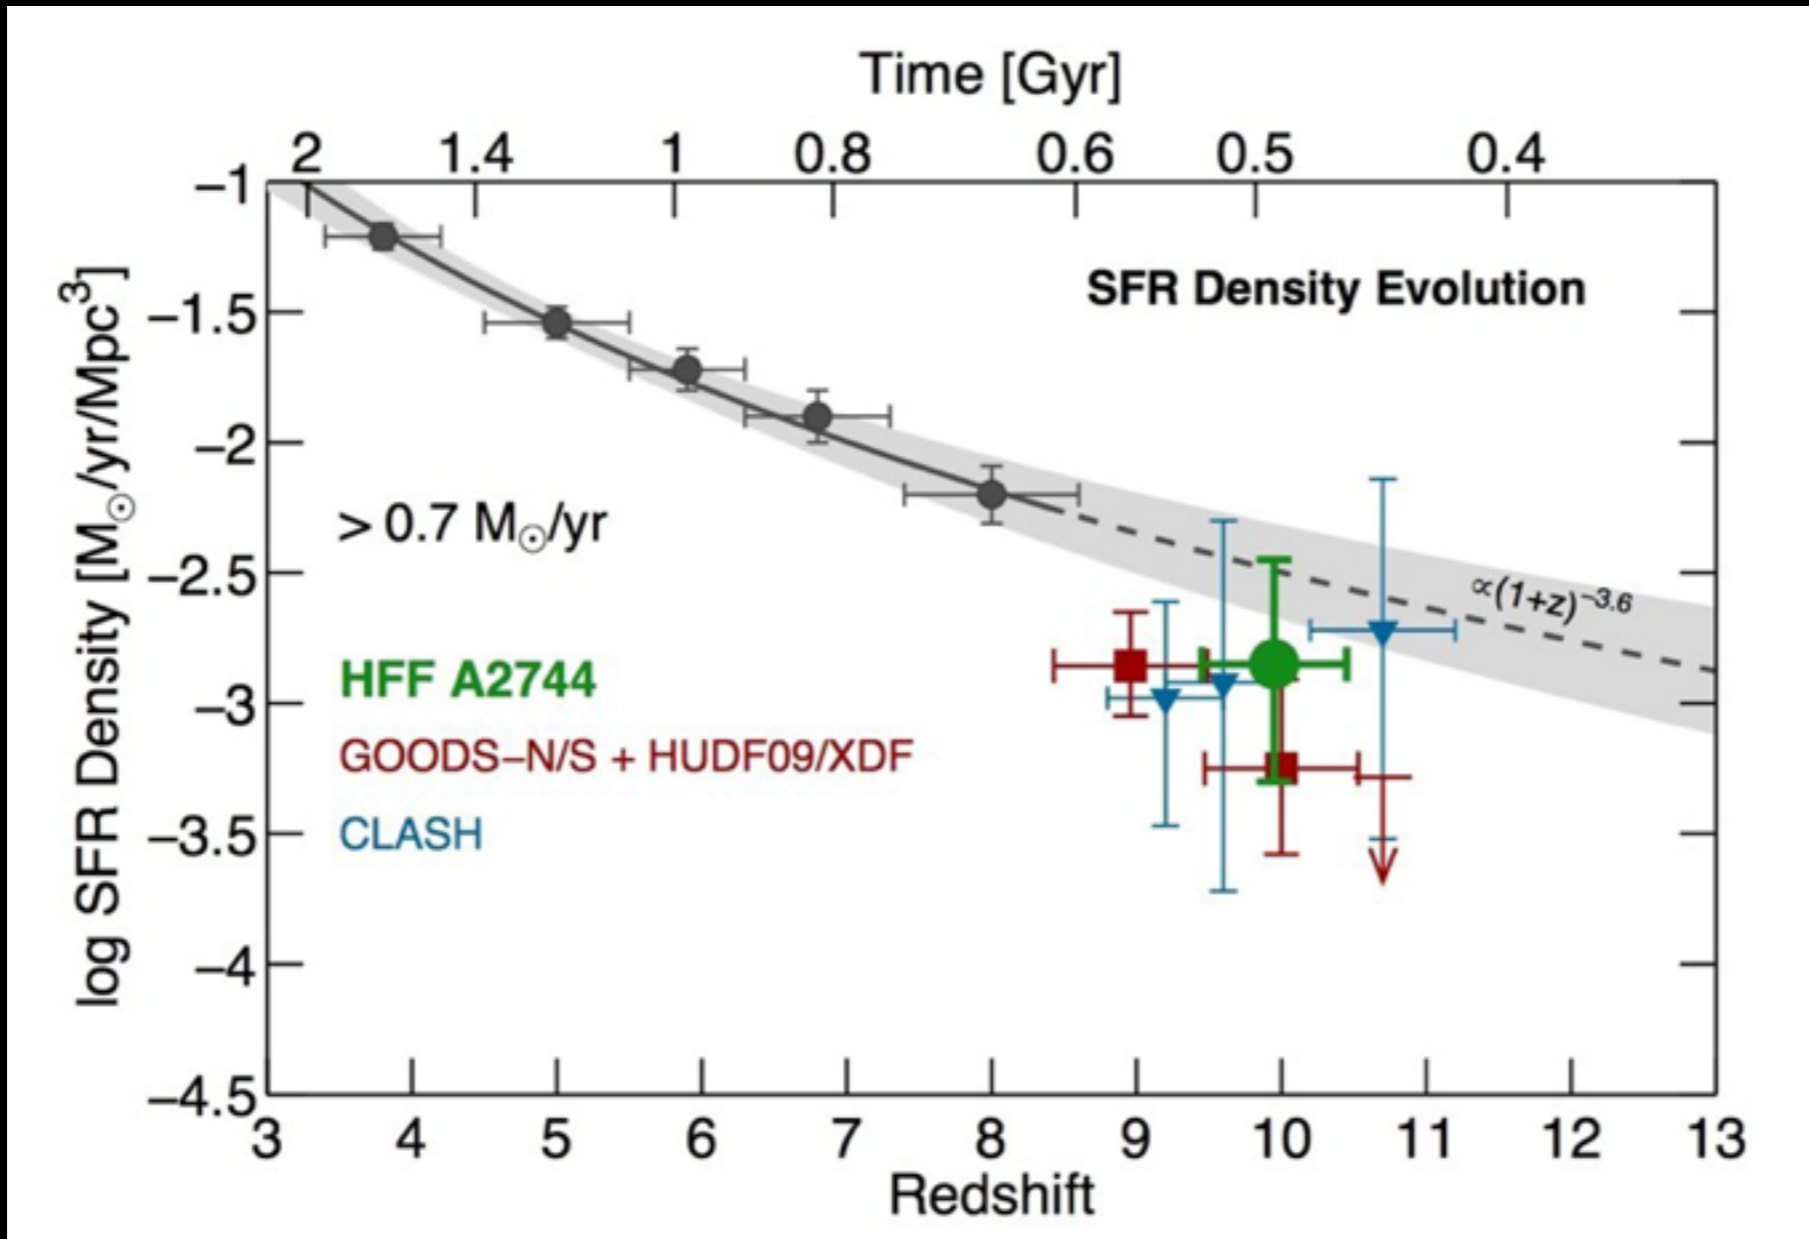 Time [Gyr]
2 1.4 1 0.8 0.6 0.5 0.4
−1
SFR Density Evolution
−1.5
−2
> 0.7 M☉/yr
−2.5
∝(1+z)−3.6
HFF A2744
−3
GOODS−N/S + HUDF09/XDF
−3.5
CLASH
−4
−4.5
log SFR Density [M☉/yr/Mpc³]
3 4 5 6 7 8 9 10 11 12 13
Redshift